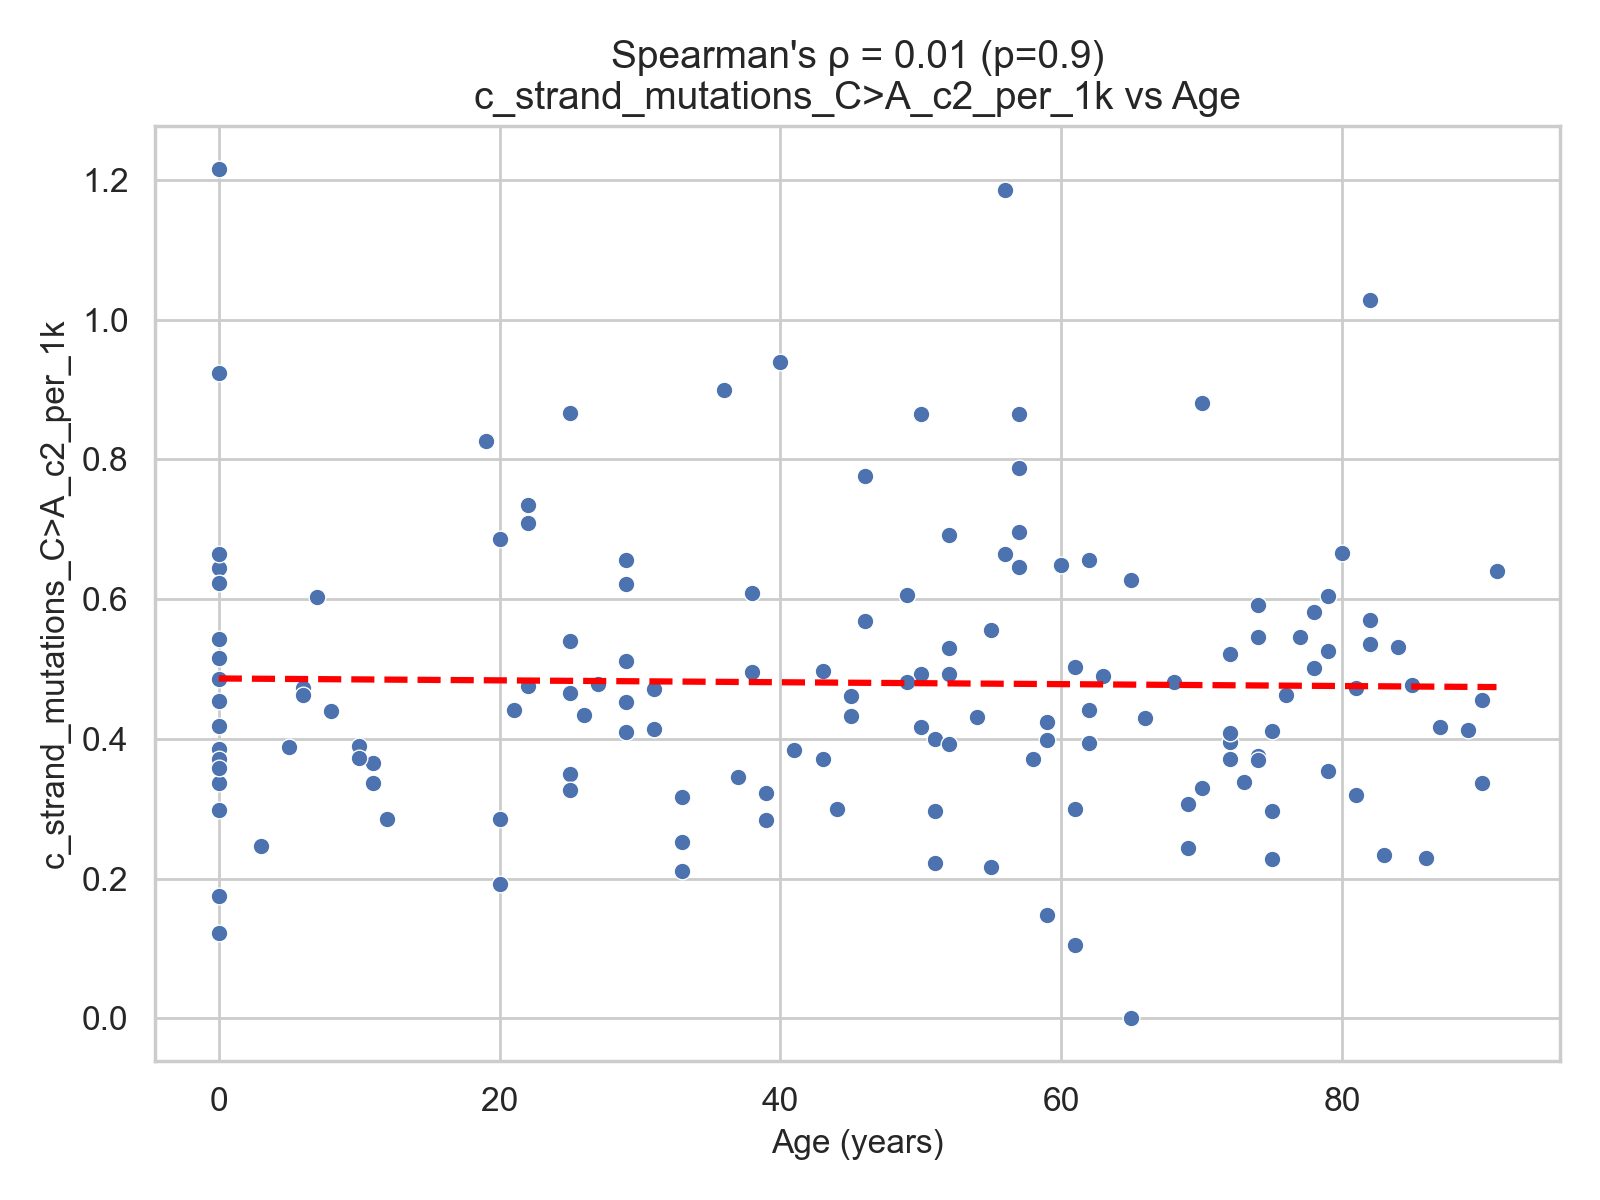 Spearman's ρ = 0.01 (p=0.9)
c_strand_mutations_C>A_c2_per_1k vs Age
c_strand_mutations_C>A_c2_per_1k
1.2
1.0
0.8
0.6
0.4
0.2
0.0
0 20 40 60 80
Age (years)